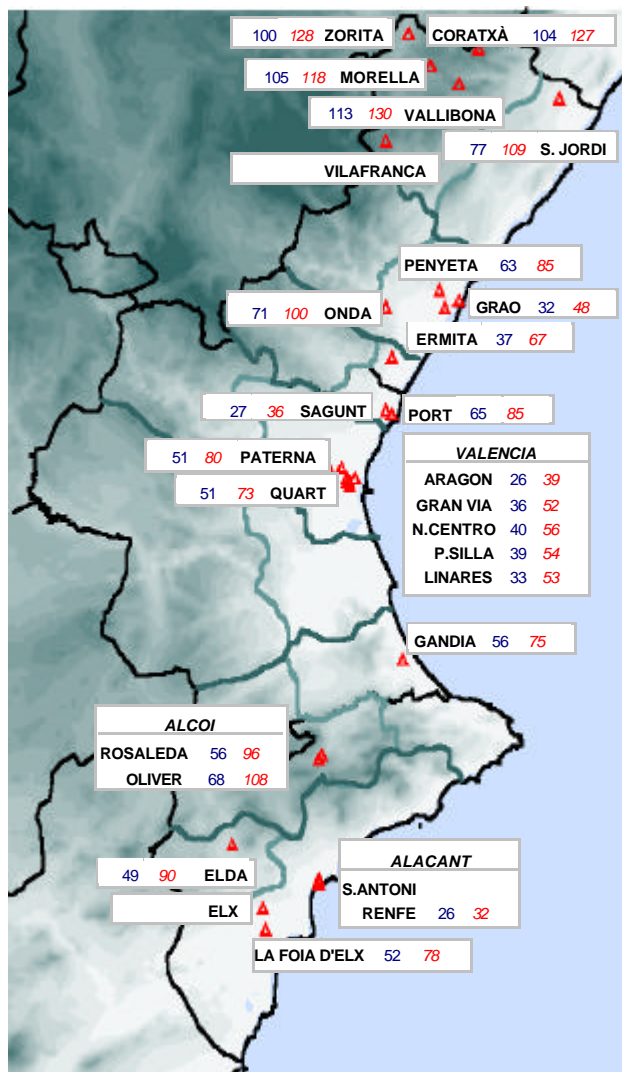 100 128 ZORITA
CORATXÀ 104 127
105 118 MORELLA
113 130 VALLIBONA
77 109 S. JORDI
VILAFRANCA
PENYETA 63 85
71 100 ONDA
GRAO 32 48
ERMITA 37 67
27 36 SAGUNT
PORT 65 85
51 80 PATERNA
51 73 QUART
VALENCIA
ARAGON 26 39
GRAN VIA 36 52
N.CENTRO 40 56
P.SILLA 39 54
LINARES 33 53
GANDIA 56 75
ALCOI
ROSALEDA 56 96
OLIVER 68 108
49 90 ELDA
ELX
ALACANT
S.ANTONI
RENFE 26 32
LA FOIA D'ELX 52 78